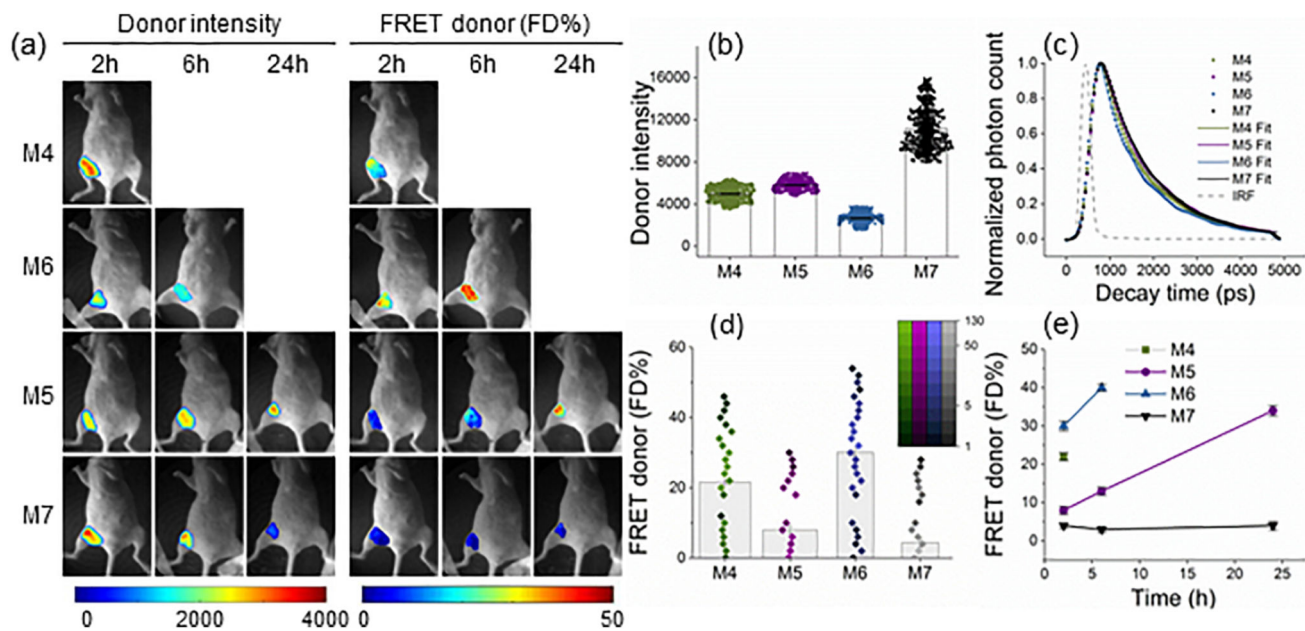 (a)
Donor intensity
FRET donor (FD%)
2h 6h 24h
2h 6h 24h
M4
M6
M5
M7
0 2000 4000
0 50
(b)
Donor intensity
16000
12000
8000
4000
0
M4 M5 M6 M7
(c)
Normalized photon count
1.0
0.8
0.6
0.4
0.2
0.0
0 1000 2000 3000 4000 5000
Decay time (ps)
M4
M5
M6
M7
M4 Fit
M5 Fit
M6 Fit
M7 Fit
IRF
(d)
FRET donor (FD%)
60
40
20
0
M4 M5 M6 M7
130
50
5
1
(e)
FRET donor (FD%)
50
40
30
20
10
0
0 5 10 15 20 25
Time (h)
M4
M5
M6
M7